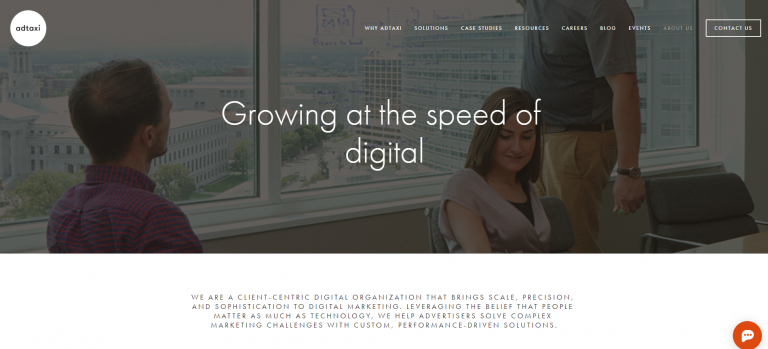 adtaxi
WHY ADTAXI SOLUTIONS CASE STUDIES RESOURCES CAREERS BLOG EVENTS ABOUT US CONTACT US
Growing at the speed of
digital
WE ARE A CLIENT-CENTRIC DIGITAL ORGANIZATION THAT BRINGS SCALE, PRECISION,
AND SOPHISTICATION TO DIGITAL MARKETING. LEVERAGING THE BELIEF THAT PEOPLE
MATTER AS MUCH AS TECHNOLOGY, WE HELP ADVERTISERS SOLVE COMPLEX
MARKETING CHALLENGES WITH CUSTOM, PERFORMANCE-DRIVEN SOLUTIONS.